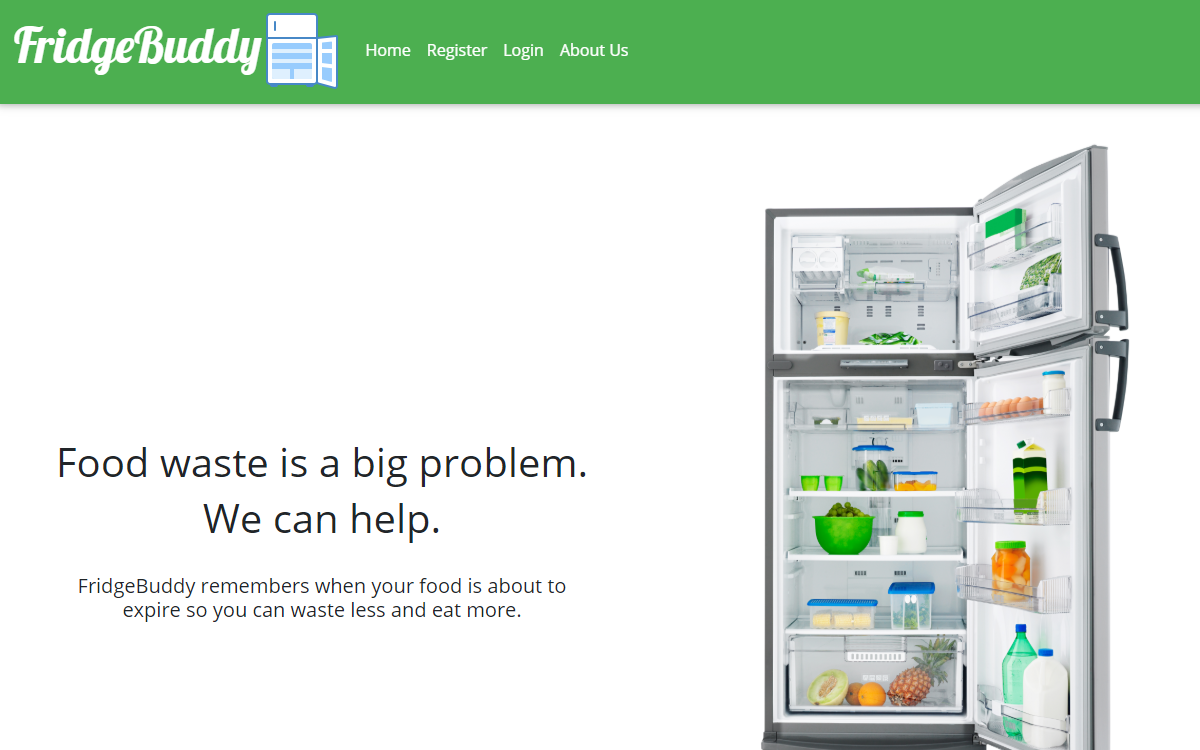 FridgeBuddy
Home Register Login About Us
Food waste is a big problem.
We can help.
FridgeBuddy remembers when your food is about to
expire so you can waste less and eat more.